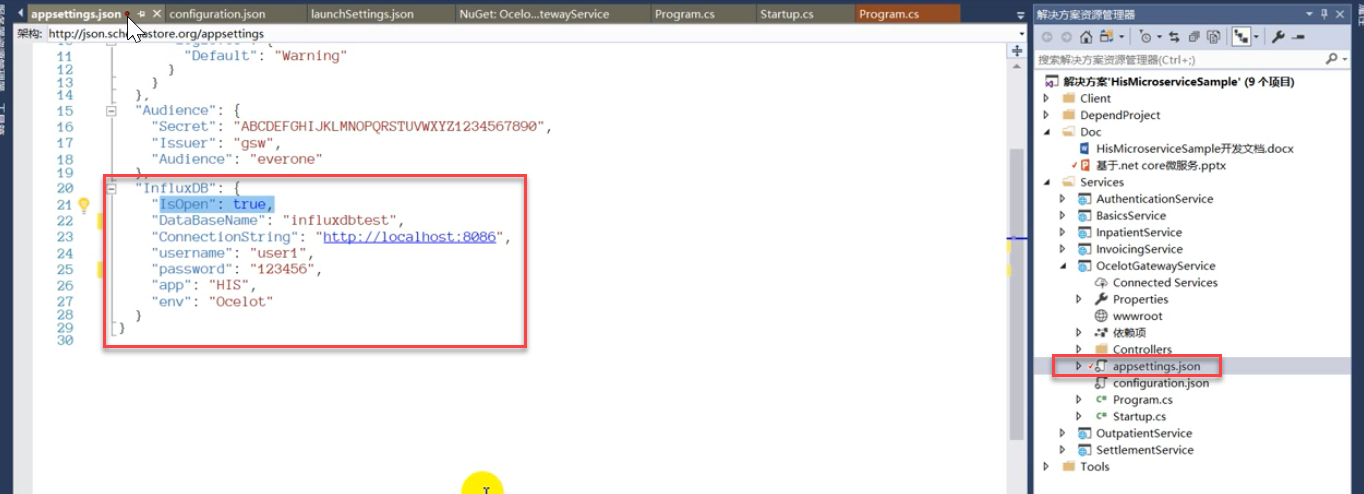 appsettings.json
configuration.json
launchSettings.json
NuGet: Ocelo...tewayService
Program.cs
Startup.cs
Program.cs
架构: http://json.schemastore.org/appsettings
11 "Default": "Warning"
12 }
13 }
14 },
15 "Audience": {
16 "Secret": "ABCDEFGHIJKLMNOPQRSTUVWXYZ1234567890",
17 "Issuer": "gsw",
18 "Audience": "everone"
19 },
20 "InfluxDB": {
21 "IsOpen": true,
22 "DataBaseName": "influxdbtest",
23 "ConnectionString": "http://localhost:8086",
24 "username": "user1",
25 "password": "123456",
26 "app": "HIS",
27 "env": "Ocelot"
28 }
29 }
30
解决方案资源管理器
搜索解决方案资源管理器(Ctrl+;)
解决方案'HisMicroserviceSample' (9 个项目)
Client
DependProject
Doc
HisMicroserviceSample开发文档.docx
基于.net core微服务.pptx
Services
AuthenticationService
BasicsService
InpatientService
InvoicingService
OcelotGatewayService
Connected Services
Properties
wwwroot
依赖项
Controllers
appsettings.json
configuration.json
C# Program.cs
C# Startup.cs
OutpatientService
SettlementService
Tools